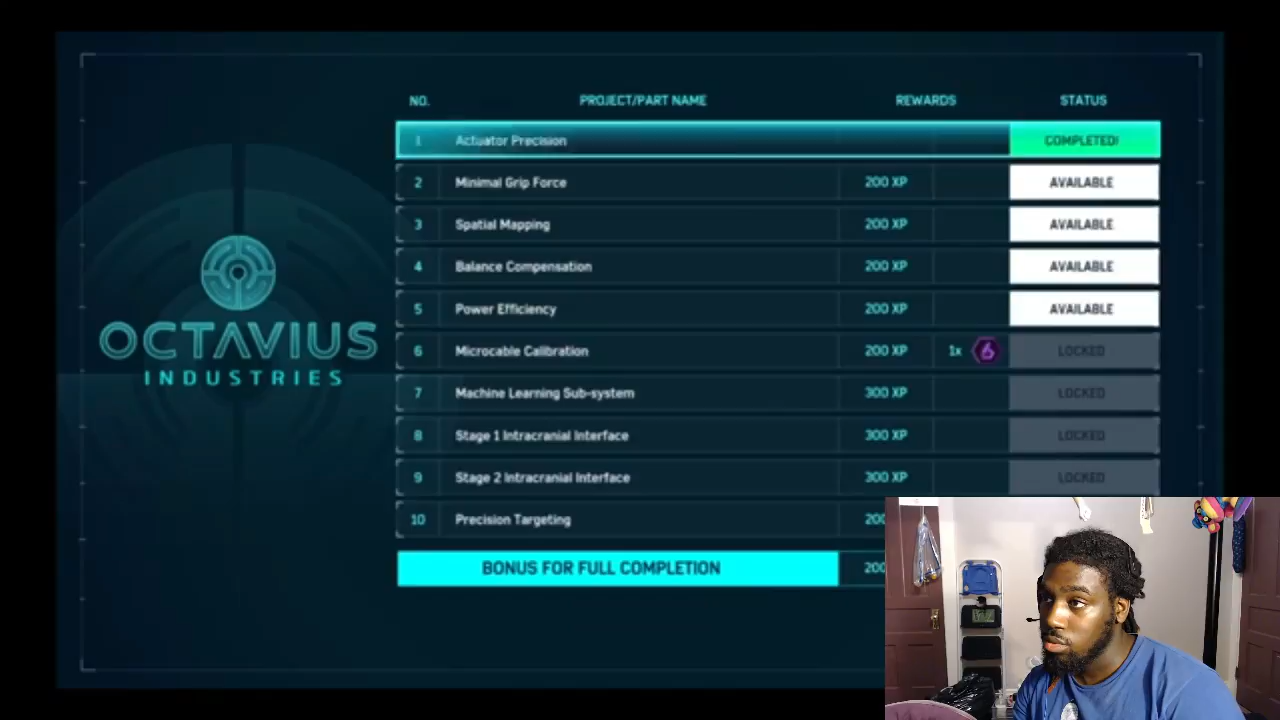 NO. PROJECT/PART NAME REWARDS STATUS
1 Actuator Precision COMPLETED!
2 Minimal Grip Force 200 XP AVAILABLE
3 Spatial Mapping 200 XP AVAILABLE
4 Balance Compensation 200 XP AVAILABLE
5 Power Efficiency 200 XP AVAILABLE
6 Microcable Calibration 200 XP 1x LOCKED
7 Machine Learning Sub-system 300 XP LOCKED
8 Stage 1 Intracranial Interface 300 XP LOCKED
9 Stage 2 Intracranial Interface 300 XP LOCKED
10 Precision Targeting 200
BONUS FOR FULL COMPLETION 200
OCTAVIUS
INDUSTRIES